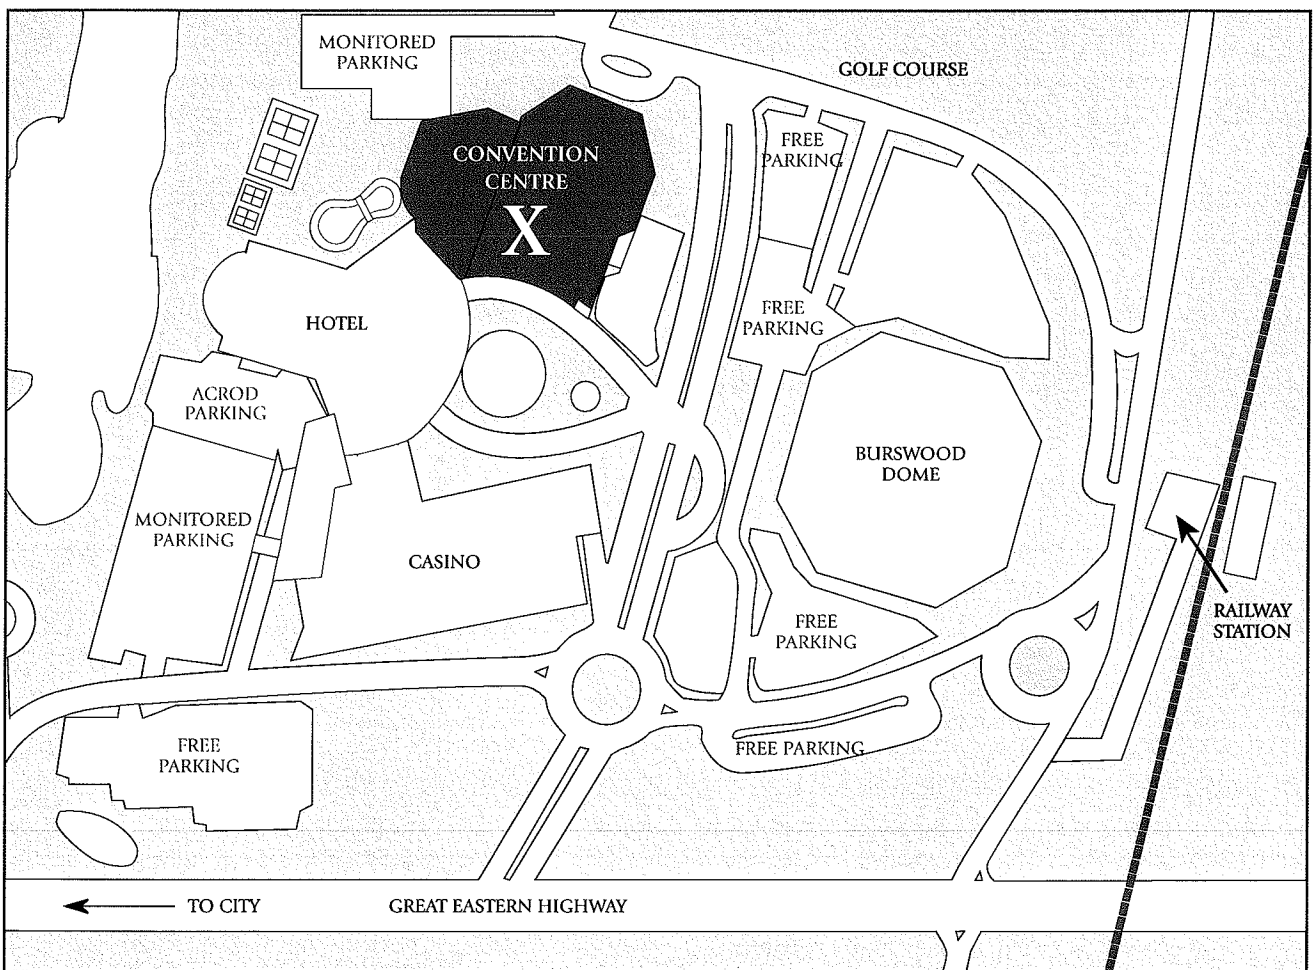 MONITORED
PARKING
GOLF COURSE
FREE
PARKING
CONVENTION
CENTRE
X
FREE
PARKING
HOTEL
ACROD
PARKING
BURSWOOD
DOME
MONITORED
PARKING
CASINO
RAILWAY
STATION
FREE
PARKING
FREE
PARKING
FREE PARKING
TO CITY
GREAT EASTERN HIGHWAY